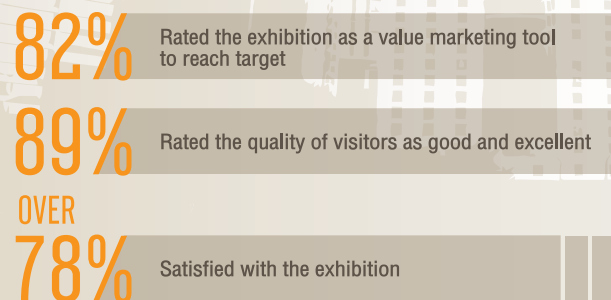 82% Rated the exhibition as a value marketing tool
to reach target
89% Rated the quality of visitors as good and excellent
OVER
78% Satisfied with the exhibition